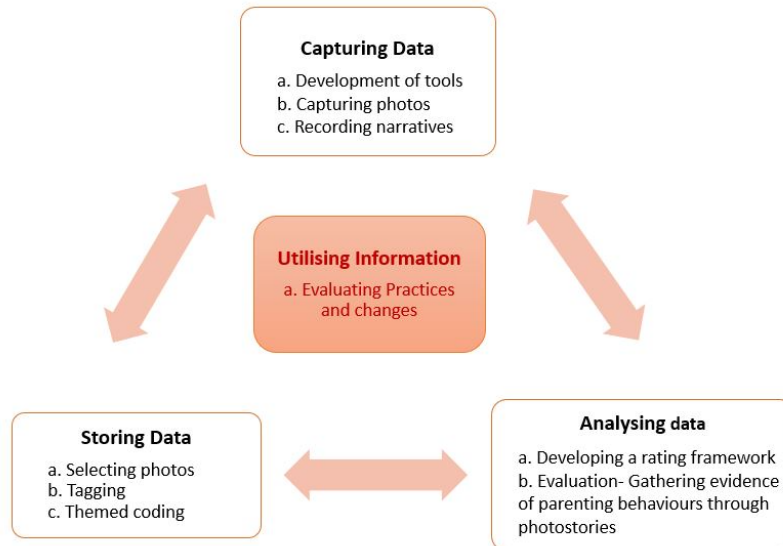 Capturing Data
a. Development of tools
b. Capturing photos
c. Recording narratives
Utilising Information
a. Evaluating Practices
and changes
Storing Data
a. Selecting photos
b. Tagging
c. Themed coding
Analysing data
a. Developing a rating framework
b. Evaluation- Gathering evidence
of parenting behaviours through
photostories